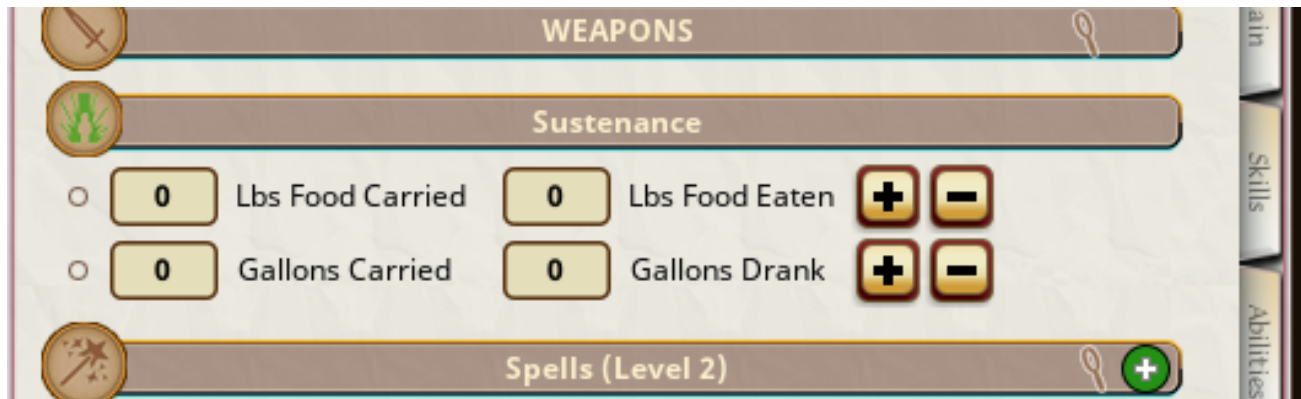 WEAPONS
Sustenance
0 Lbs Food Carried 0 Lbs Food Eaten + −
0 Gallons Carried 0 Gallons Drank + −
Spells (Level 2) +
Skills
Abilities